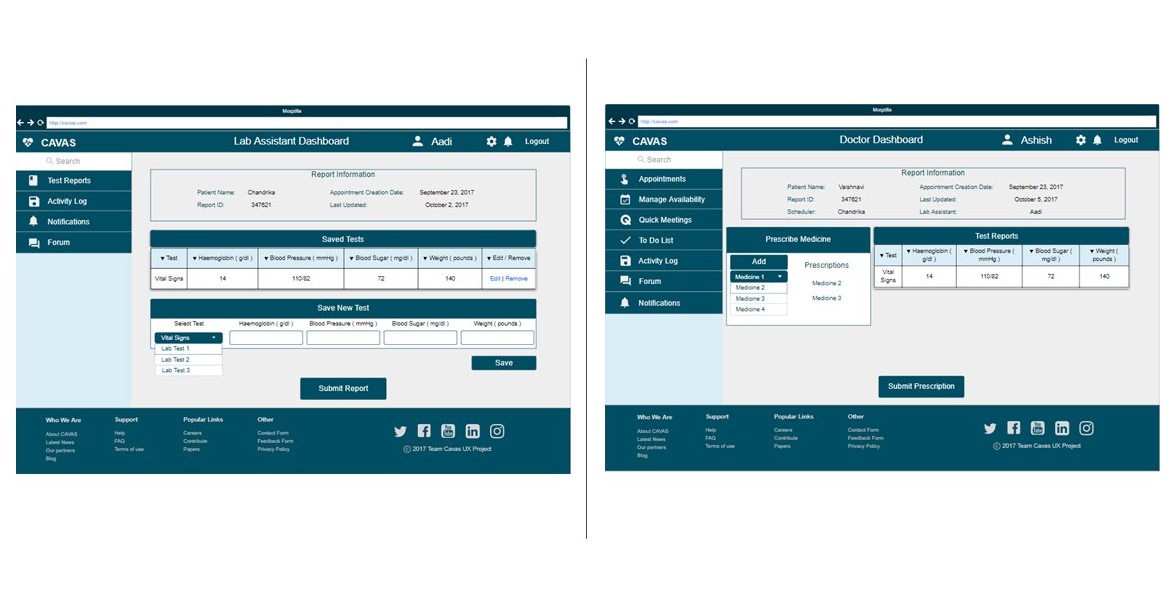 Moqzilla
http://cavas.com
CAVAS Lab Assistant Dashboard Aadi Logout
Search
Test Reports
Activity Log
Notifications
Forum
Report Information
Patient Name: Chandrika Appointment Creation Date: September 23, 2017
Report ID: 347621 Last Updated: October 2, 2017
Saved Tests
▼ Test ▼ Haemoglobin ( g/dl ) ▼ Blood Pressure ( mmHg ) ▼ Blood Sugar ( mg/dl ) ▼ Weight ( pounds ) ▼ Edit / Remove
Vital Signs 14 110/82 72 140 Edit | Remove
Save New Test
Select Test Haemoglobin ( g/dl ) Blood Pressure ( mmHg ) Blood Sugar ( mg/dl ) Weight ( pounds )
Vital Signs
Lab Test 1
Lab Test 2
Lab Test 3
Save
Submit Report
Who We Are Support Popular Links Other
About CAVAS Help Careers Contact Form
Latest News FAQ Contribute Feedback Form
Our partners Terms of use Papers Privacy Policy
Blog
© 2017 Team Cavas UX Project
Moqzilla
http://cavas.com
CAVAS Doctor Dashboard Ashish Logout
Search
Appointments
Manage Availability
Quick Meetings
To Do List
Activity Log
Forum
Notifications
Report Information
Patient Name: Vaishnavi Appointment Creation Date: September 23, 2017
Report ID: 347621 Last Updated: October 5, 2017
Scheduler: Chandrika Lab Assistant: Aadi
Prescribe Medicine
Add
Medicine 1
Medicine 2
Medicine 3
Medicine 4
Prescriptions
Medicine 2
Medicine 3
Test Reports
▼ Test ▼ Haemoglobin ( g/dl ) ▼ Blood Pressure ( mmHg ) ▼ Blood Sugar ( mg/dl ) ▼ Weight ( pounds )
Vital Signs 14 110/82 72 140
Submit Prescription
Who We Are Support Popular Links Other
About CAVAS Help Careers Contact Form
Latest News FAQ Contribute Feedback Form
Our partners Terms of use Papers Privacy Policy
Blog
© 2017 Team Cavas UX Project